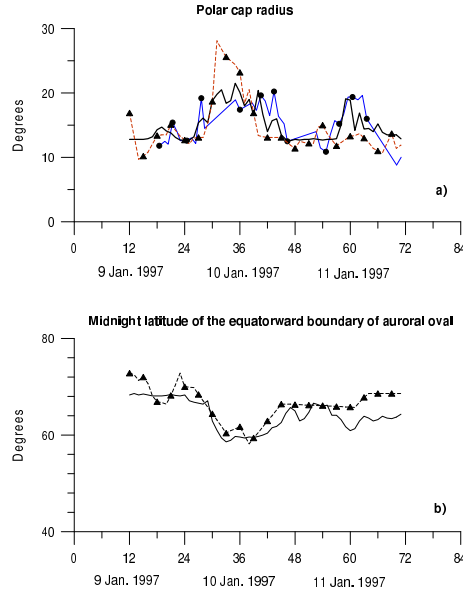 Polar cap radius
30
20
10
0
Degrees
a)
0 12 24 36 48 60 72 84
9 Jan. 1997 10 Jan. 1997 11 Jan. 1997
Midnight latitude of the equatorward boundary of auroral oval
80
60
40
Degrees
b)
0 12 24 36 48 60 72 84
9 Jan. 1997 10 Jan. 1997 11 Jan. 1997